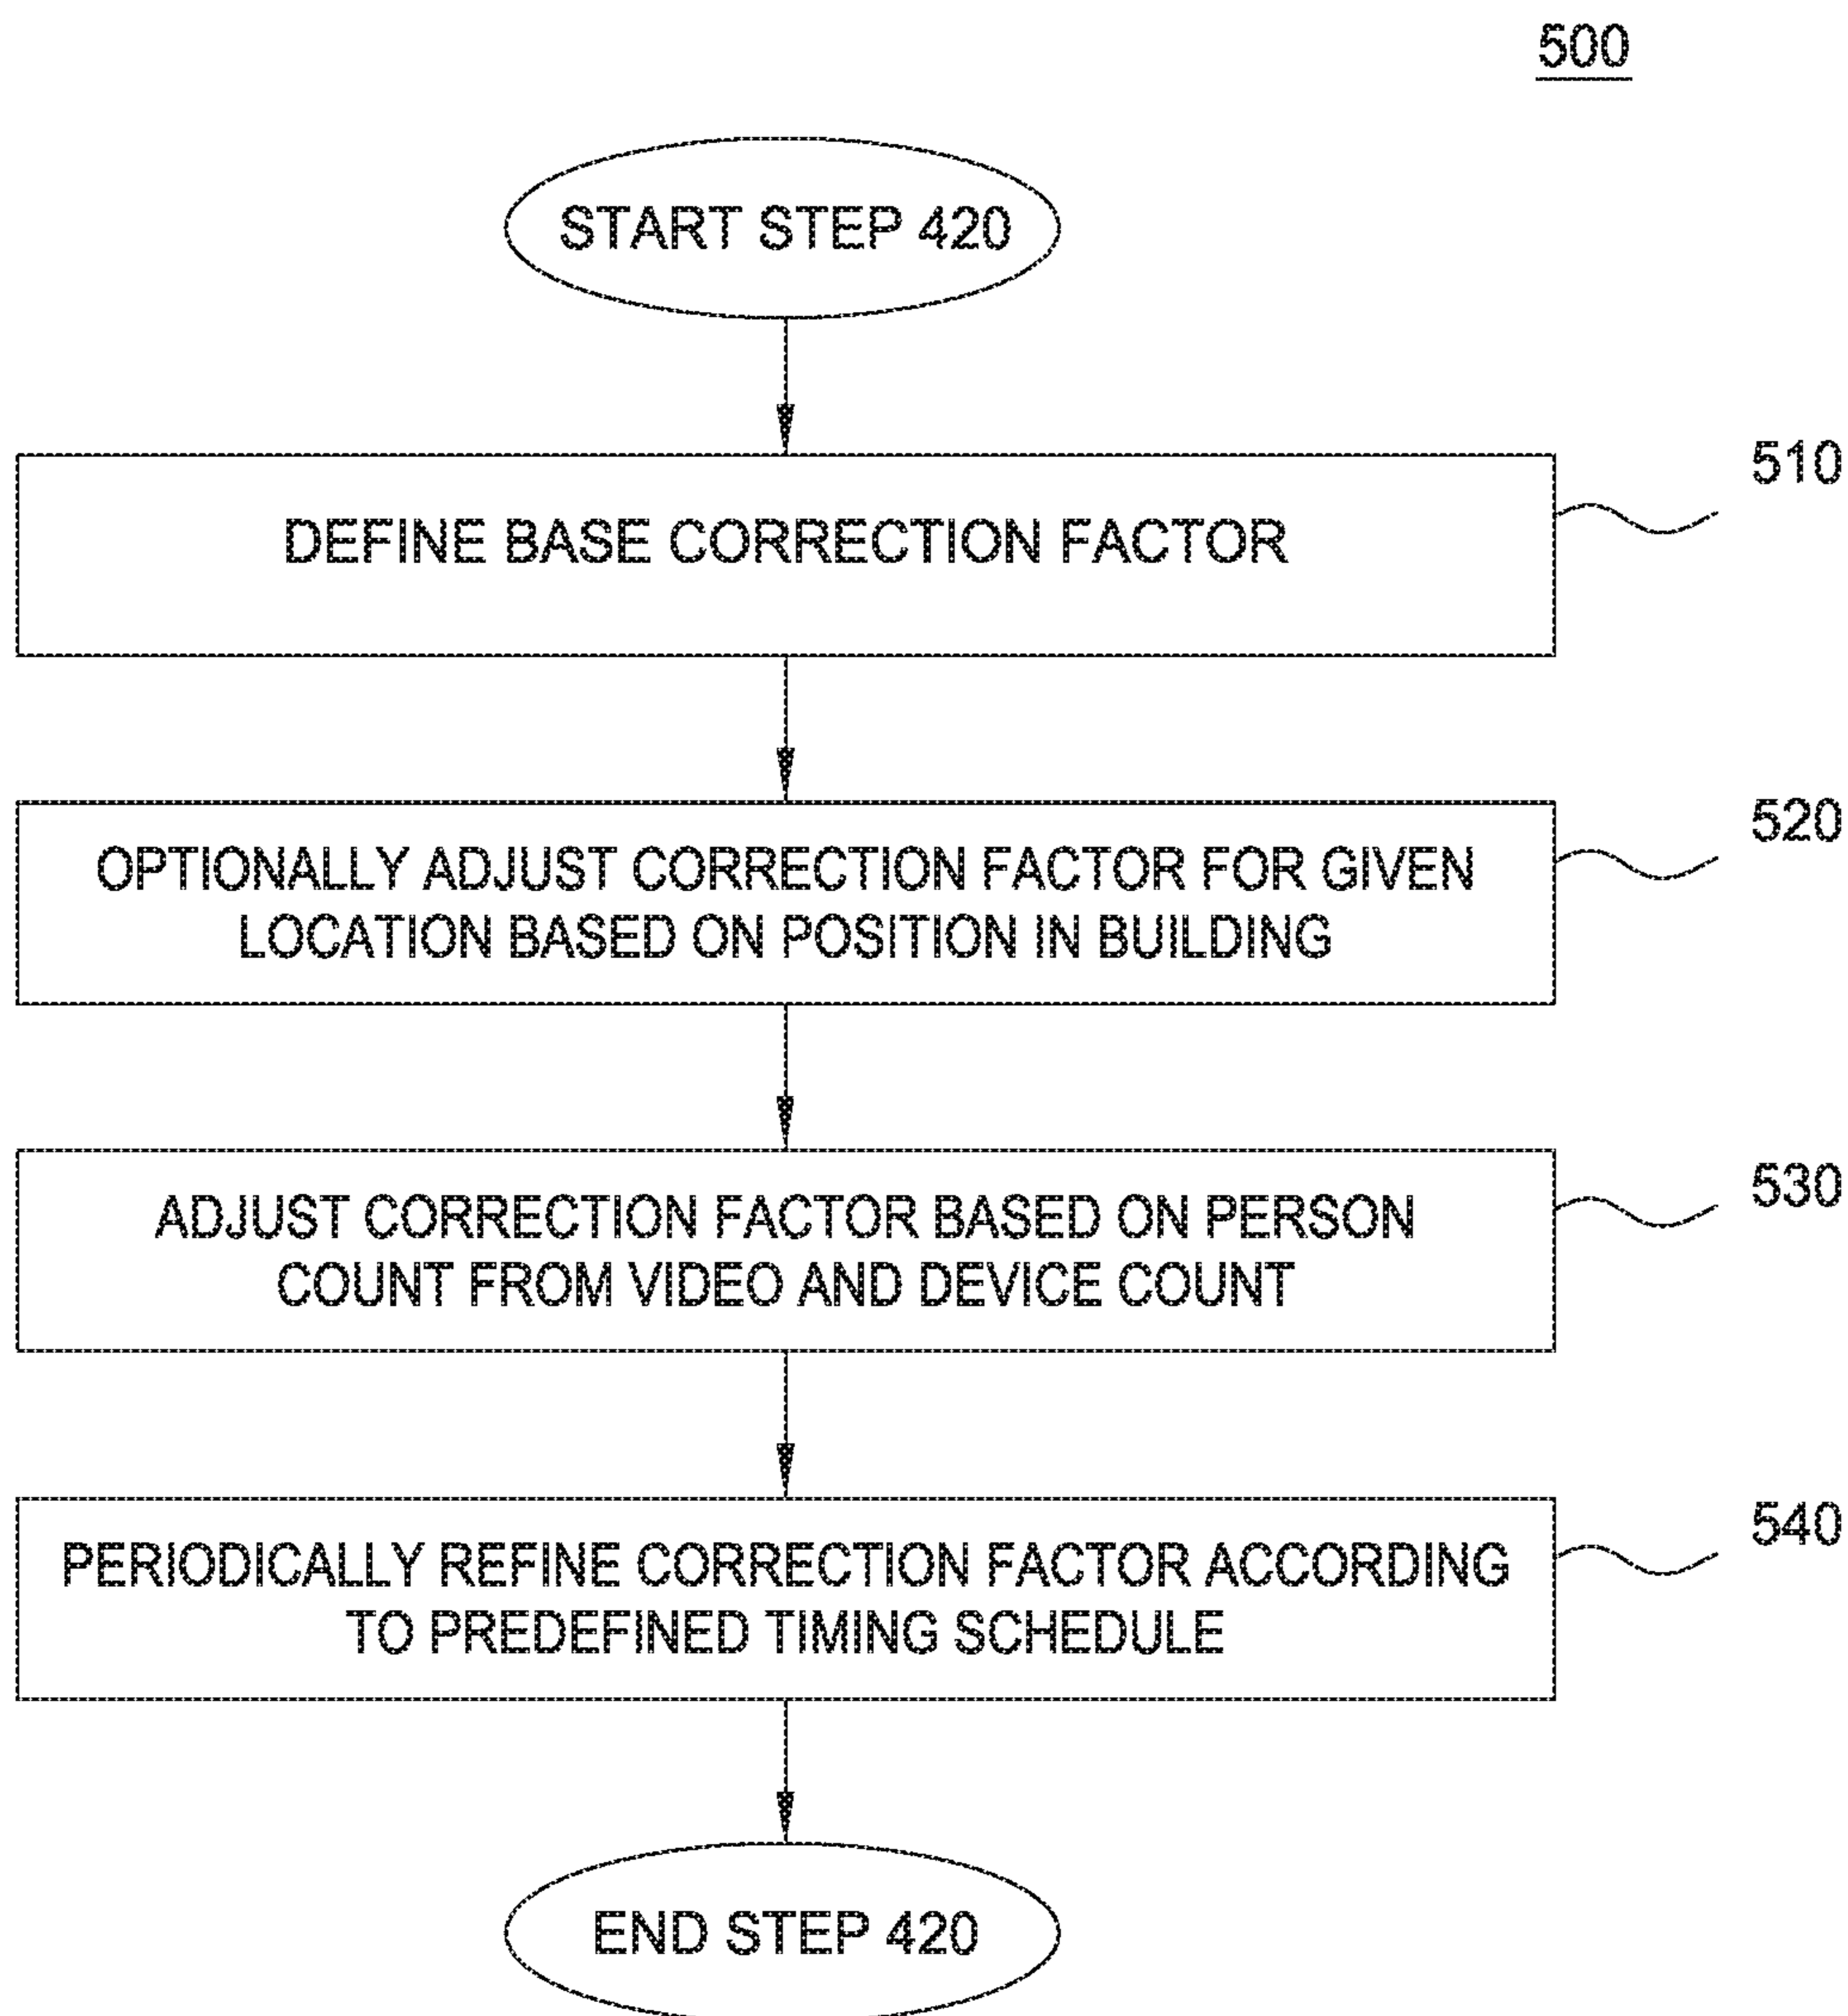 500
START STEP 420
510
DEFINE BASE CORRECTION FACTOR
520
OPTIONALLY ADJUST CORRECTION FACTOR FOR GIVEN
LOCATION BASED ON POSITION IN BUILDING
530
ADJUST CORRECTION FACTOR BASED ON PERSON
COUNT FROM VIDEO AND DEVICE COUNT
540
PERIODICALLY REFINE CORRECTION FACTOR ACCORDING
TO PREDEFINED TIMING SCHEDULE
END STEP 420